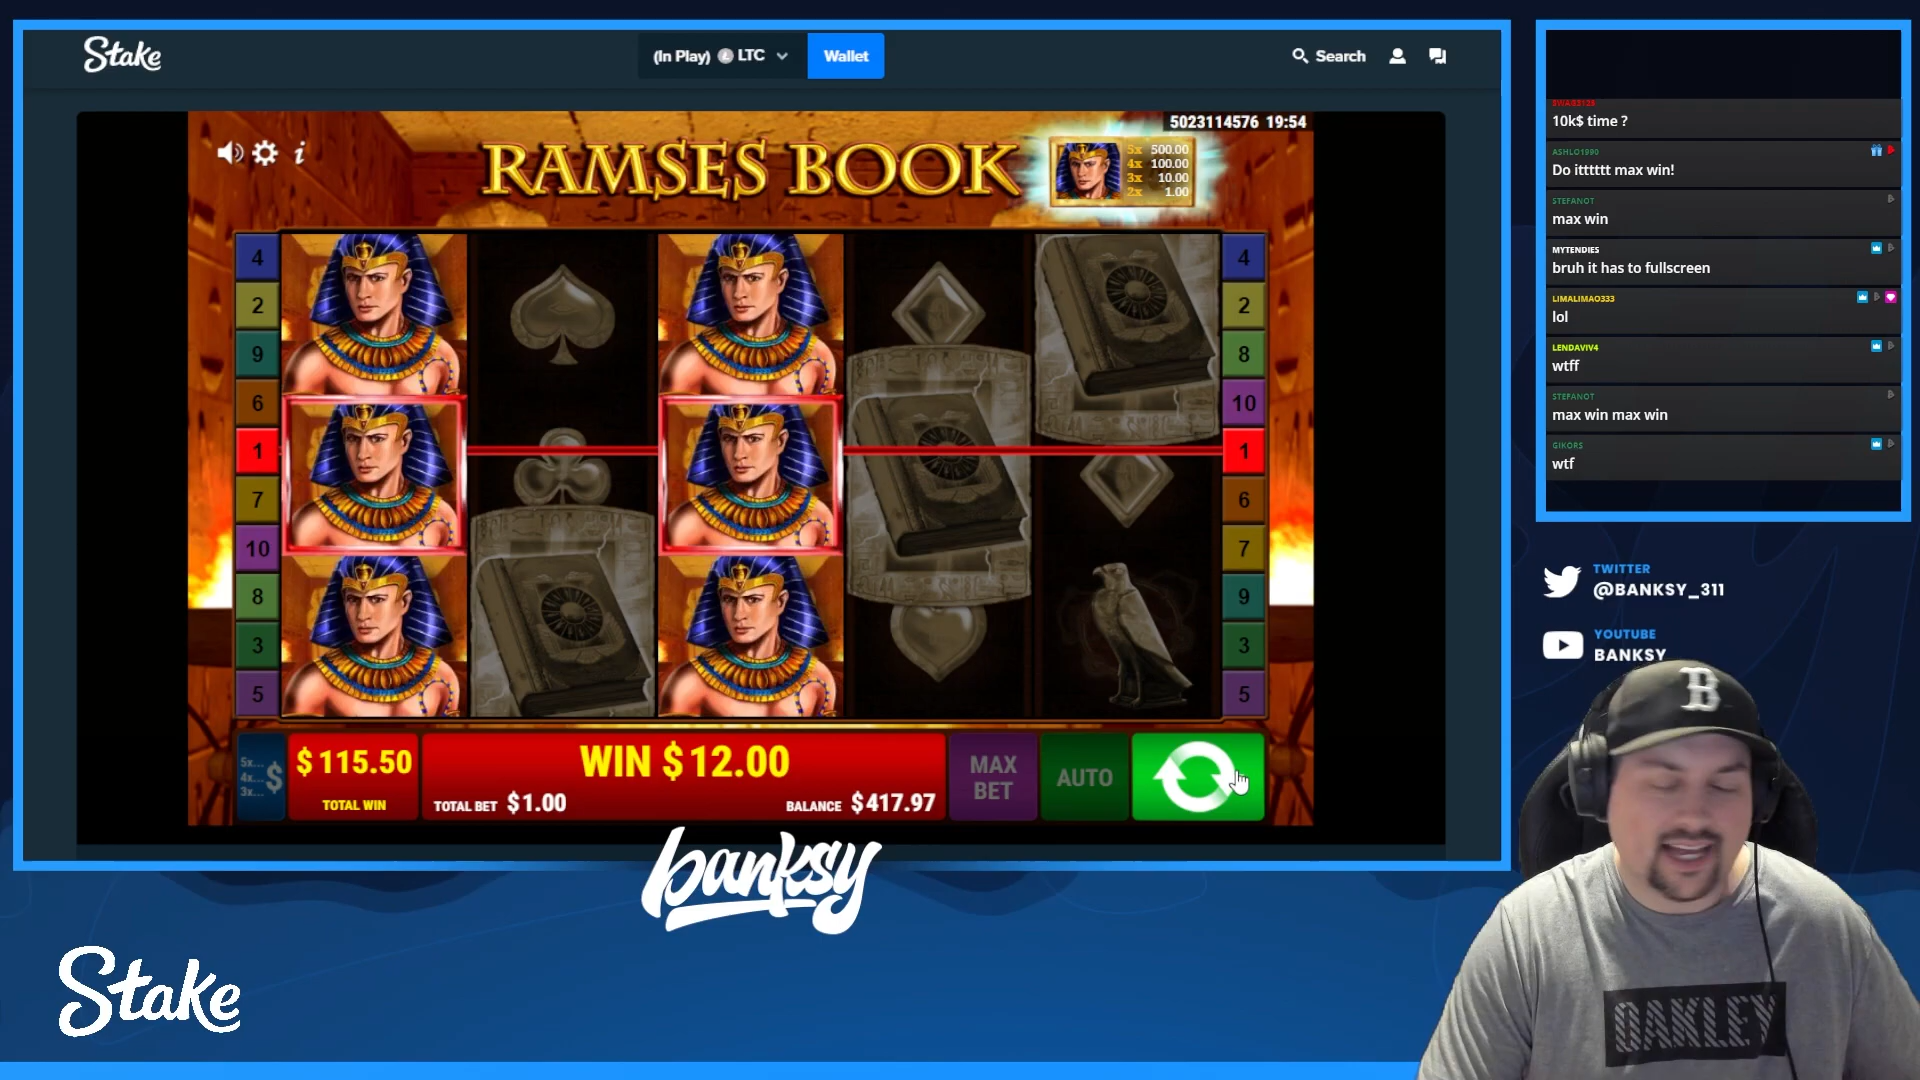 Stake
(In Play) LTC
Wallet
Search
5023114576 19:54
RAMSES BOOK
5x 500.00
4x 100.00
3x 10.00
2x 1.00
4
2
9
6
1
7
10
8
3
5
4
2
8
10
1
6
7
9
3
5
5x...
4x...
3x...
$
$ 115.50
TOTAL WIN
WIN $ 12.00
TOTAL BET $1.00
BALANCE $417.97
MAX
BET
AUTO
banksy
Stake
10k$ time ?
ASHLO1990
Do itttttt max win!
STEFANOT
max win
MYTENDIES
bruh it has to fullscreen
LIMALIMAO333
lol
LENDAVIV4
wtff
STEFANOT
max win max win
GIKORS
wtf
TWITTER
@BANKSY_311
YOUTUBE
BANKSY
B
OAKLEY